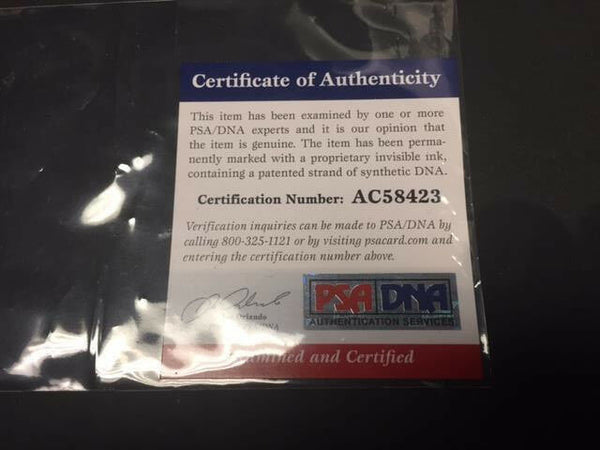 Certificate of Authenticity
This item has been examined by one or more
PSA/DNA experts and it is our opinion that
the item is genuine. The item has been perma-
nently marked with a proprietary invisible ink,
containing a patented strand of synthetic DNA.
Certification Number: AC58423
Verification inquiries can be made to PSA/DNA by
calling 800-325-1121 or by visiting psacard.com and
entering the certification number above.
Orlando
PSA DNA
AUTHENTICATION SERVICES
Examined and Certified